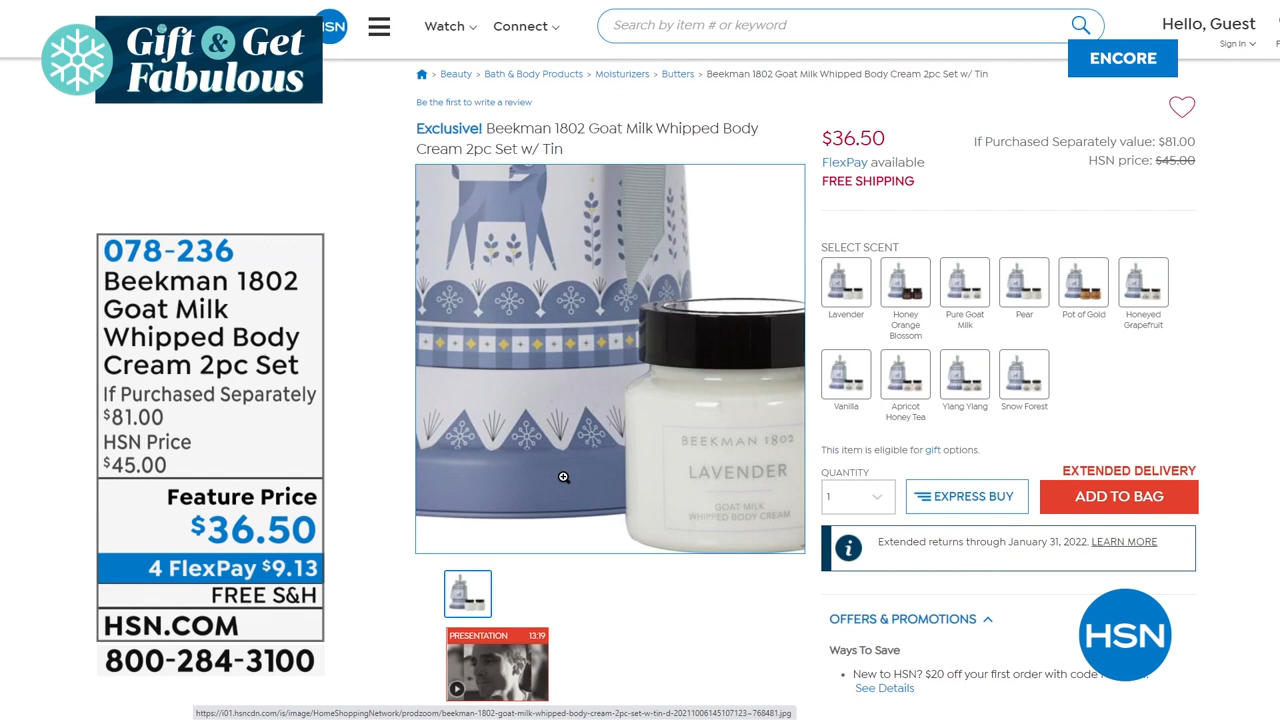 Gift & Get
Fabulous
HSN
Watch
Connect
Search by item # or keyword
Hello, Guest
Sign In
ENCORE
> Beauty > Bath & Body Products > Moisturizers > Butters > Beekman 1802 Goat Milk Whipped Body Cream 2pc Set w/ Tin
Be the first to write a review
Exclusive! Beekman 1802 Goat Milk Whipped Body
Cream 2pc Set w/ Tin
BEEKMAN 1802
LAVENDER
GOAT MILK
WHIPPED BODY CREAM
PRESENTATION 13:19
$36.50
If Purchased Separately value: $81.00
FlexPay available
HSN price: $45.00
FREE SHIPPING
SELECT SCENT
Lavender
Honey
Orange
Blossom
Pure Goat
Milk
Pear
Pot of Gold
Honeyed
Grapefruit
Vanilla
Apricot
Honey Tea
Ylang Ylang
Snow Forest
This item is eligible for gift options.
QUANTITY
EXTENDED DELIVERY
1
EXPRESS BUY
ADD TO BAG
Extended returns through January 31, 2022. LEARN MORE
OFFERS & PROMOTIONS
Ways To Save
New to HSN? $20 off your first order with code
See Details
HSN
078-236
Beekman 1802
Goat Milk
Whipped Body
Cream 2pc Set
If Purchased Separately
$81.00
HSN Price
$45.00
Feature Price
$36.50
4 FlexPay $9.13
FREE S&H
HSN.COM
800-284-3100
https://i01.hsncdn.com/is/image/HomeShoppingNetwork/prodzoom/beekman-1802-goat-milk-whipped-body-cream-2pc-set-w-tin-d-20211006145107123~768481.jpg